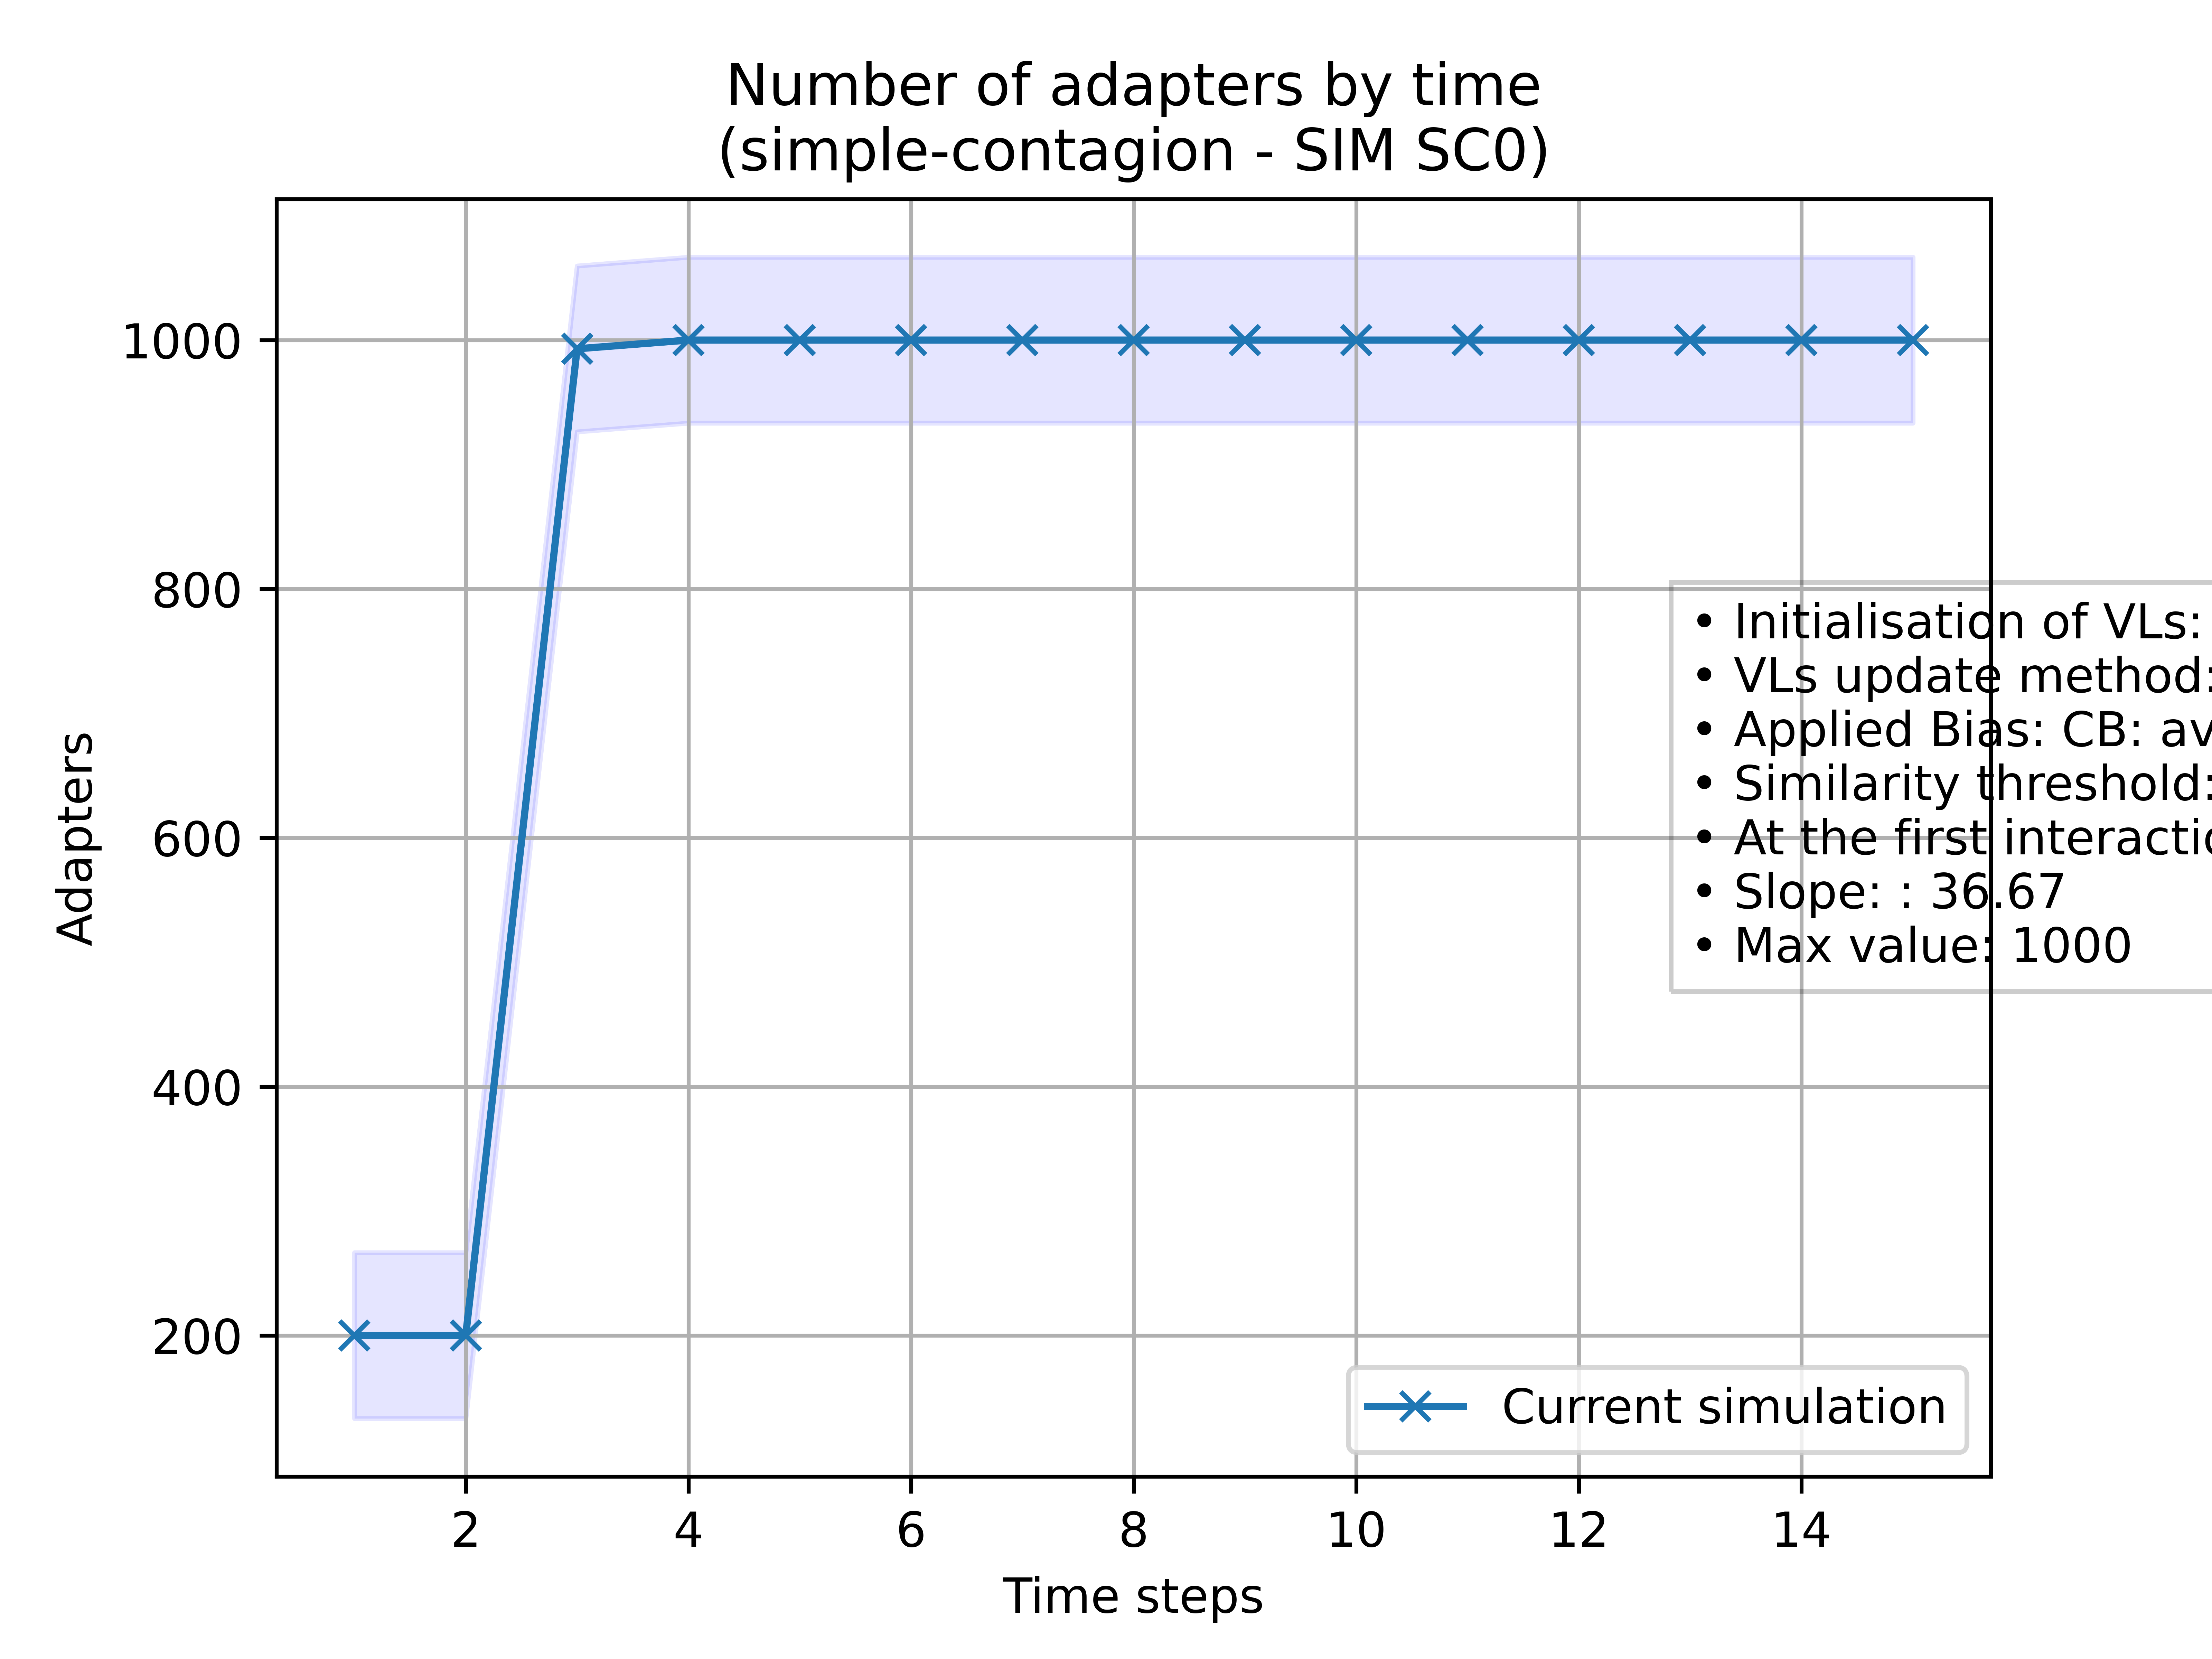 Number of adapters by time
(simple-contagion - SIM SC0)
1000
800
600
400
200
Adapters
• Initialisation of VLs:
• VLs update method:
• Applied Bias: CB:
• Similarity threshold:
• At the first
• Slope: : 36.67
• Max value: 1000
Current simulation
2 4 6 8 10 12 14
Time steps